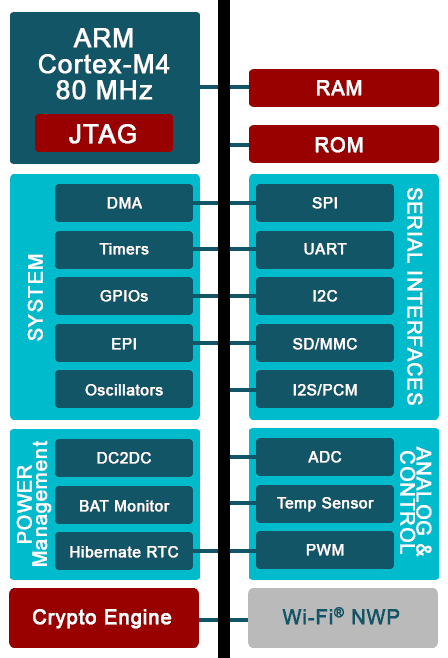 ARM
Cortex-M4
80 MHz
JTAG
RAM
ROM
SYSTEM
DMA
Timers
GPIOs
EPI
Oscillators
SERIAL INTERFACES
SPI
UART
I2C
SD/MMC
I2S/PCM
POWER
Management
DC2DC
BAT Monitor
Hibernate RTC
ANALOG &
CONTROL
ADC
Temp Sensor
PWM
Crypto Engine
Wi-Fi® NWP